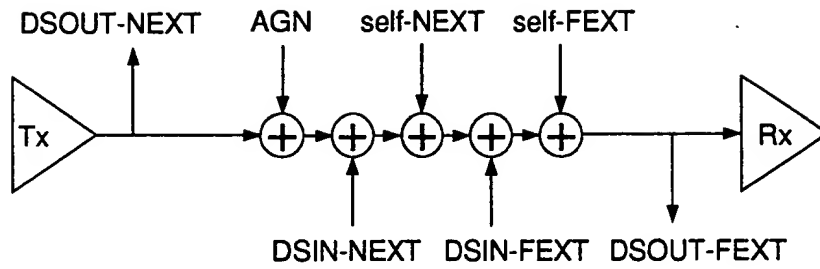 DSOUT-NEXT AGN self-NEXT self-FEXT
Tx + + + + + Rx
DSIN-NEXT DSIN-FEXT DSOUT-FEXT